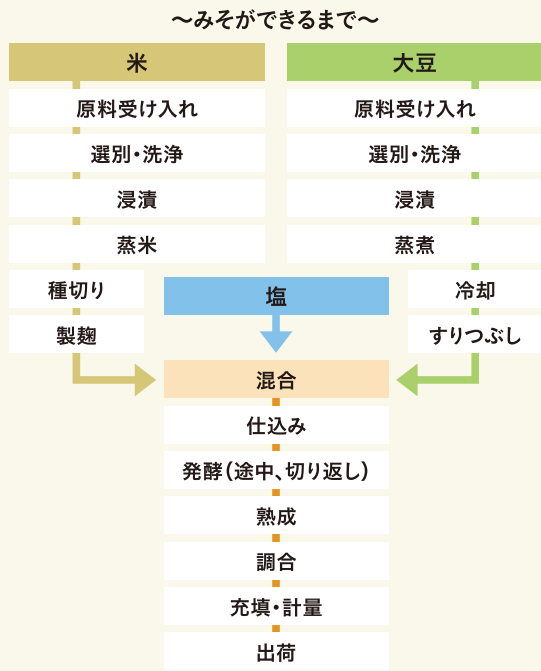 〜みそができるまで〜
米
原料受け入れ
選別・洗浄
浸漬
蒸米
種切り
製麹
大豆
原料受け入れ
選別・洗浄
浸漬
蒸煮
冷却
すりつぶし
塩
混合
仕込み
発酵（途中、切り返し）
熟成
調合
充填・計量
出荷